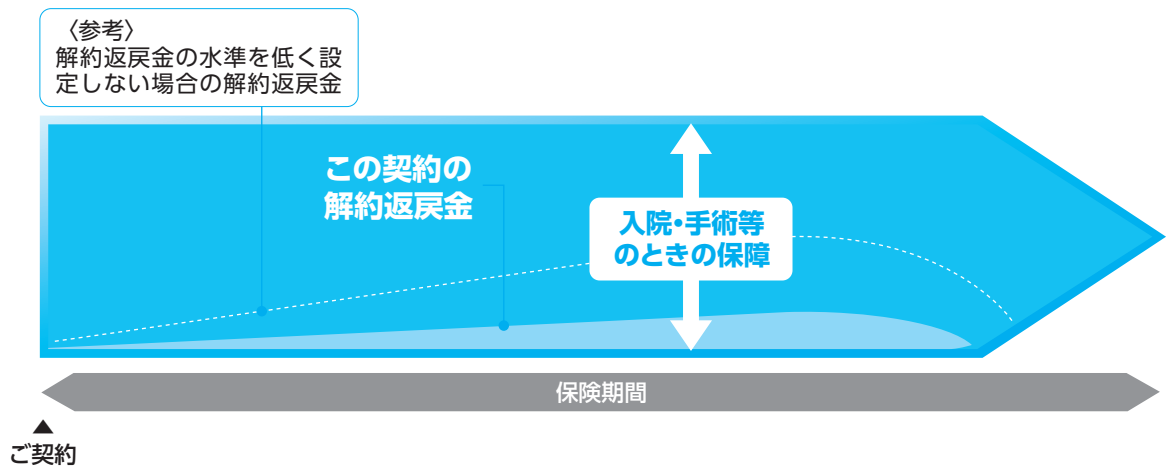 〈参考〉
解約返戻金の水準を低く設
定しない場合の解約返戻金
この契約の
解約返戻金
入院・手術等
のときの保障
保険期間
▲
ご契約